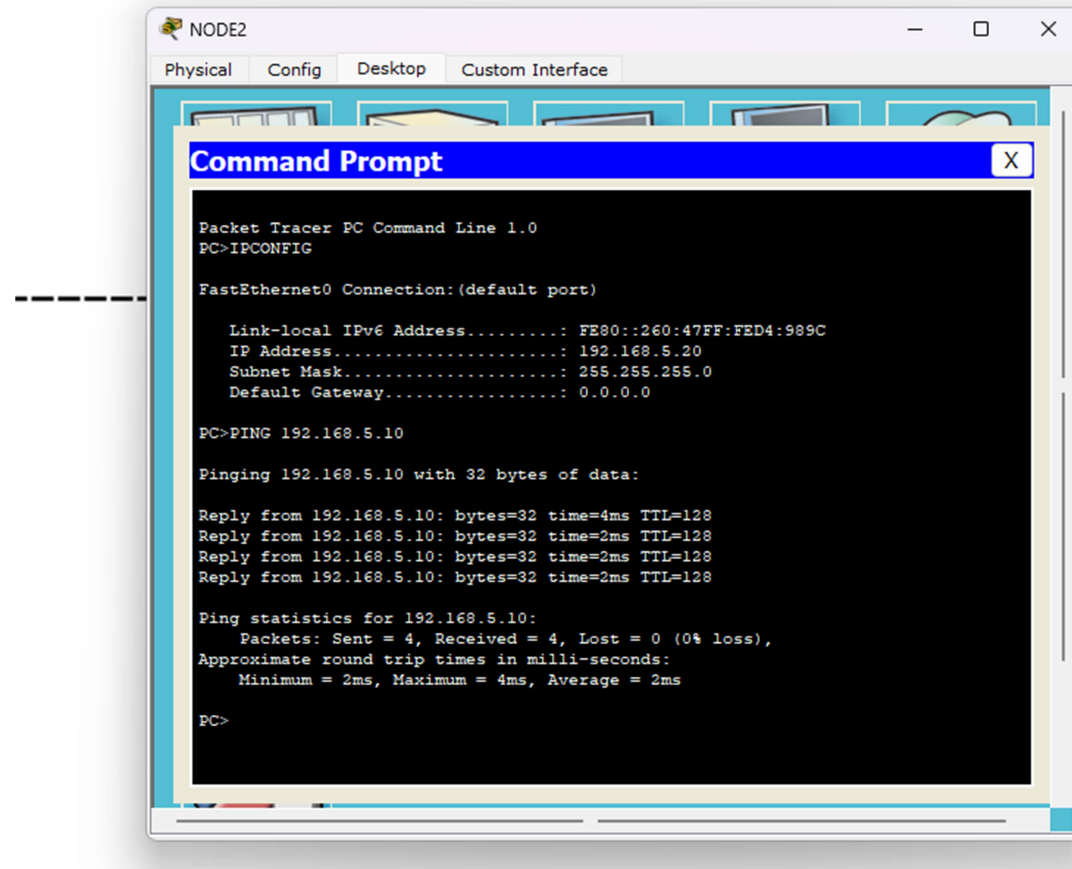 NODE2
Physical Config Desktop Custom Interface
Command Prompt X
Packet Tracer PC Command Line 1.0
PC>IPCONFIG
FastEthernet0 Connection:(default port)
Link-local IPv6 Address.........: FE80::260:47FF:FED4:989C
IP Address......................: 192.168.5.20
Subnet Mask.....................: 255.255.255.0
Default Gateway.................: 0.0.0.0
PC>PING 192.168.5.10
Pinging 192.168.5.10 with 32 bytes of data:
Reply from 192.168.5.10: bytes=32 time=4ms TTL=128
Reply from 192.168.5.10: bytes=32 time=2ms TTL=128
Reply from 192.168.5.10: bytes=32 time=2ms TTL=128
Reply from 192.168.5.10: bytes=32 time=2ms TTL=128
Ping statistics for 192.168.5.10:
Packets: Sent = 4, Received = 4, Lost = 0 (0% loss),
Approximate round trip times in milli-seconds:
Minimum = 2ms, Maximum = 4ms, Average = 2ms
PC>